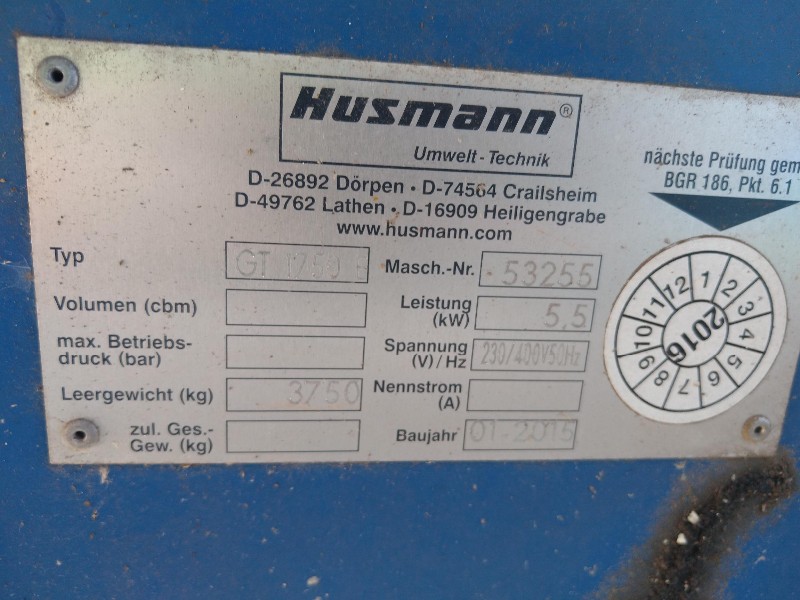 Husmann®
Umwelt-Technik
D-26892 Dörpen · D-74564 Crailsheim
D-49762 Lathen · D-16909 Heiligengrabe
www.husmann.com
nächste Prüfung gem
BGR 186, Pkt. 6.1
Typ GT 1750
Masch.-Nr. 53255
Volumen (cbm)
Leistung
(kW) 5,5
max. Betriebs-
druck (bar)
Spannung
(V)/Hz 230/400V50Hz
Leergewicht (kg) 3750
Nennstrom
(A)
zul. Ges.-
Gew. (kg)
Baujahr 01-2015
1 2 3 4 5 6 7 8 9 10 11 12
2016